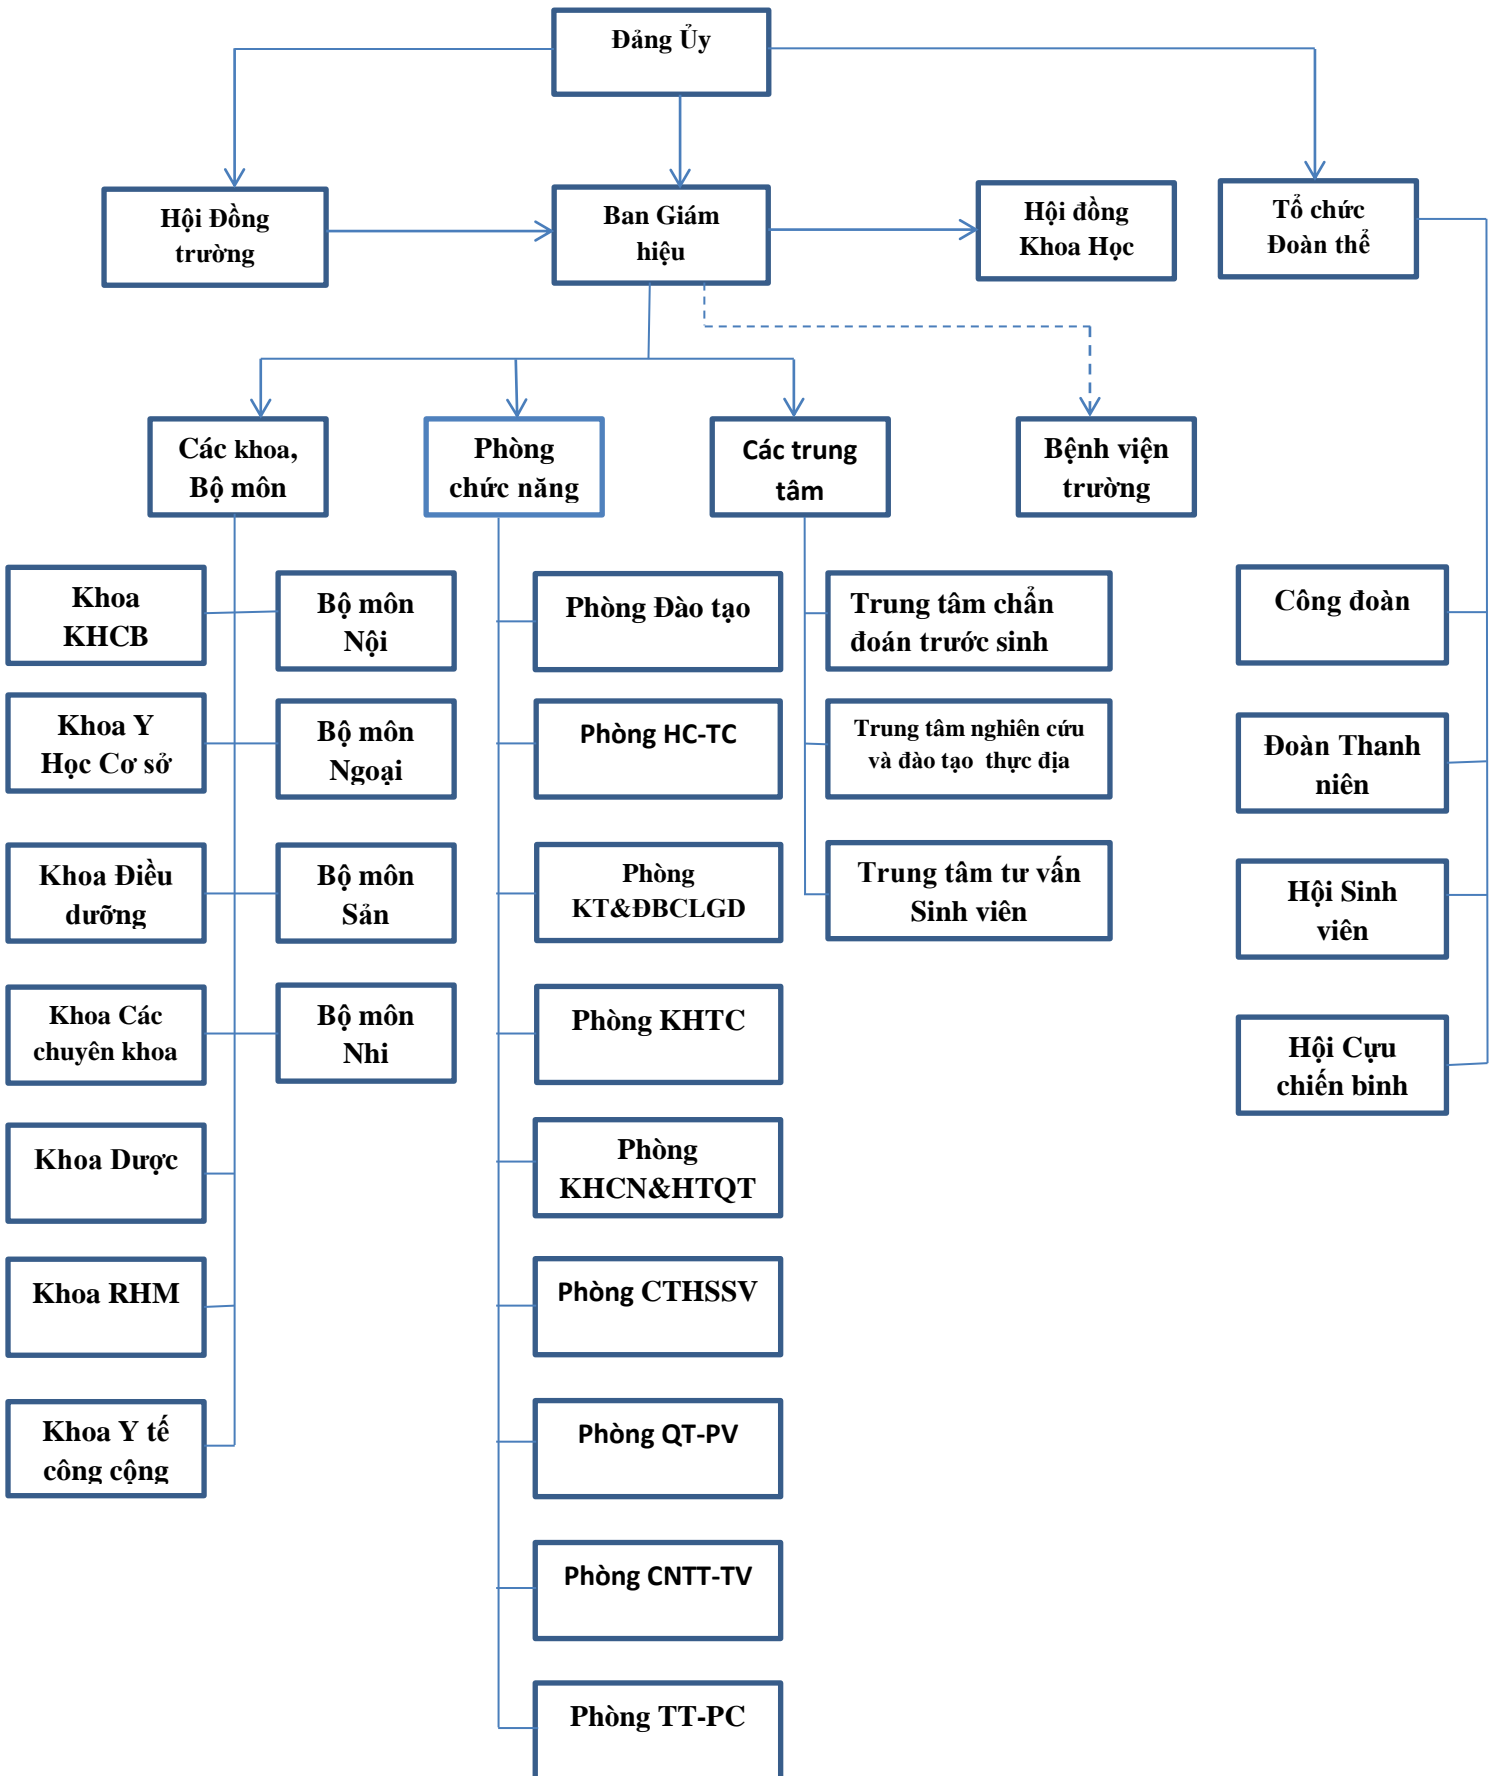 Đảng Ủy
Hội Đồng
trường
Ban Giám
hiệu
Hội đồng
Khoa Học
Tổ chức
Đoàn thể
Các khoa,
Bộ môn
Phòng
chức năng
Các trung
tâm
Bệnh viện
trường
Khoa
KHCB
Bộ môn
Nội
Phòng Đào tạo
Trung tâm chẩn
đoán trước sinh
Công đoàn
Khoa Y
Học Cơ sở
Bộ môn
Ngoại
Phòng HC-TC
Trung tâm nghiên cứu
và đào tạo thực địa
Đoàn Thanh
niên
Khoa Điều
dưỡng
Bộ môn
Sản
Phòng
KT&ĐBCLGD
Trung tâm tư vấn
Sinh viên
Hội Sinh
viên
Khoa Các
chuyên khoa
Bộ môn
Nhi
Phòng KHTC
Hội Cựu
chiến binh
Khoa Dược
Phòng
KHCN&HTQT
Khoa RHM
Phòng CTHSSV
Khoa Y tế
công cộng
Phòng QT-PV
Phòng CNTT-TV
Phòng TT-PC